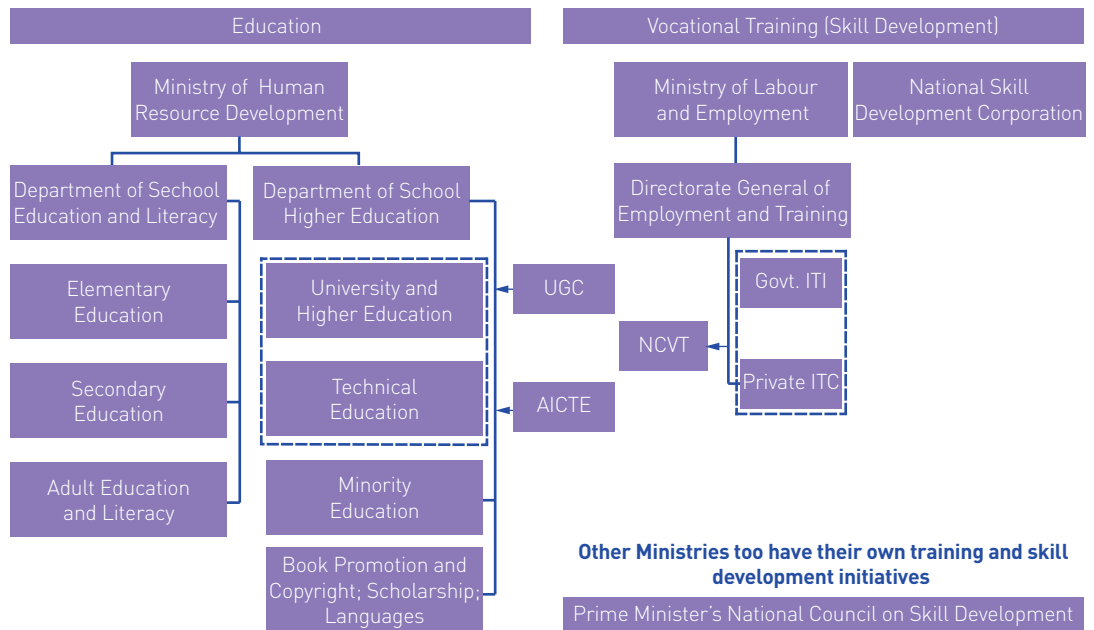 Education
Vocational Training (Skill Development)
Ministry of Human
Resource Development
Ministry of Labour
and Employment
National Skill
Development Corporation
Department of Sechool
Education and Literacy
Department of School
Higher Education
Directorate General of
Employment and Training
Elementary
Education
University and
Higher Education
UGC
Govt. ITI
NCVT
Secondary
Education
Technical
Education
AICTE
Private ITC
Adult Education
and Literacy
Minority
Education
Book Promotion and
Copyright; Scholarship;
Languages
Other Ministries too have their own training and skill
development initiatives
Prime Minister's National Council on Skill Development